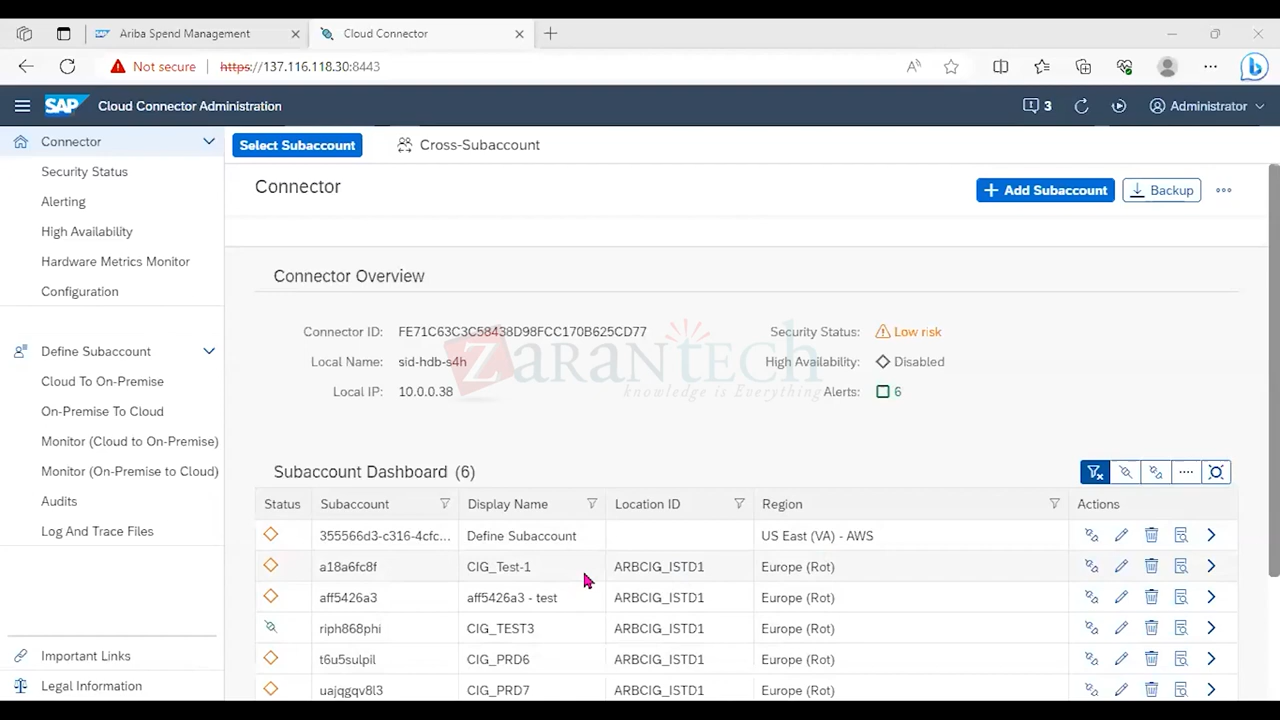 Ariba Spend Management
Cloud Connector
Not secure
https://137.116.118.30:8443
SAP
Cloud Connector Administration
3
Administrator
Connector
Security Status
Alerting
High Availability
Hardware Metrics Monitor
Configuration
Define Subaccount
Cloud To On-Premise
On-Premise To Cloud
Monitor (Cloud to On-Premise)
Monitor (On-Premise to Cloud)
Audits
Log And Trace Files
Important Links
Legal Information
Select Subaccount
Cross-Subaccount
Connector
+ Add Subaccount
Backup
Connector Overview
Connector ID: FE71C63C3C58438D98FCC170B625CD77
Security Status: Low risk
Local Name: sid-hdb-s4h
High Availability: Disabled
Local IP: 10.0.0.38
Alerts: 6
zarantech
knowledge is Everything
Subaccount Dashboard (6)
Status Subaccount Display Name Location ID Region Actions
355566d3-c316-4cfc... Define Subaccount US East (VA) - AWS
a18a6fc8f CIG_Test-1 ARBCIG_ISTD1 Europe (Rot)
aff5426a3 aff5426a3 - test ARBCIG_ISTD1 Europe (Rot)
riph868phi CIG_TEST3 ARBCIG_ISTD1 Europe (Rot)
t6u5sulpil CIG_PRD6 ARBCIG_ISTD1 Europe (Rot)
uajqgqv8l3 CIG_PRD7 ARBCIG_ISTD1 Europe (Rot)